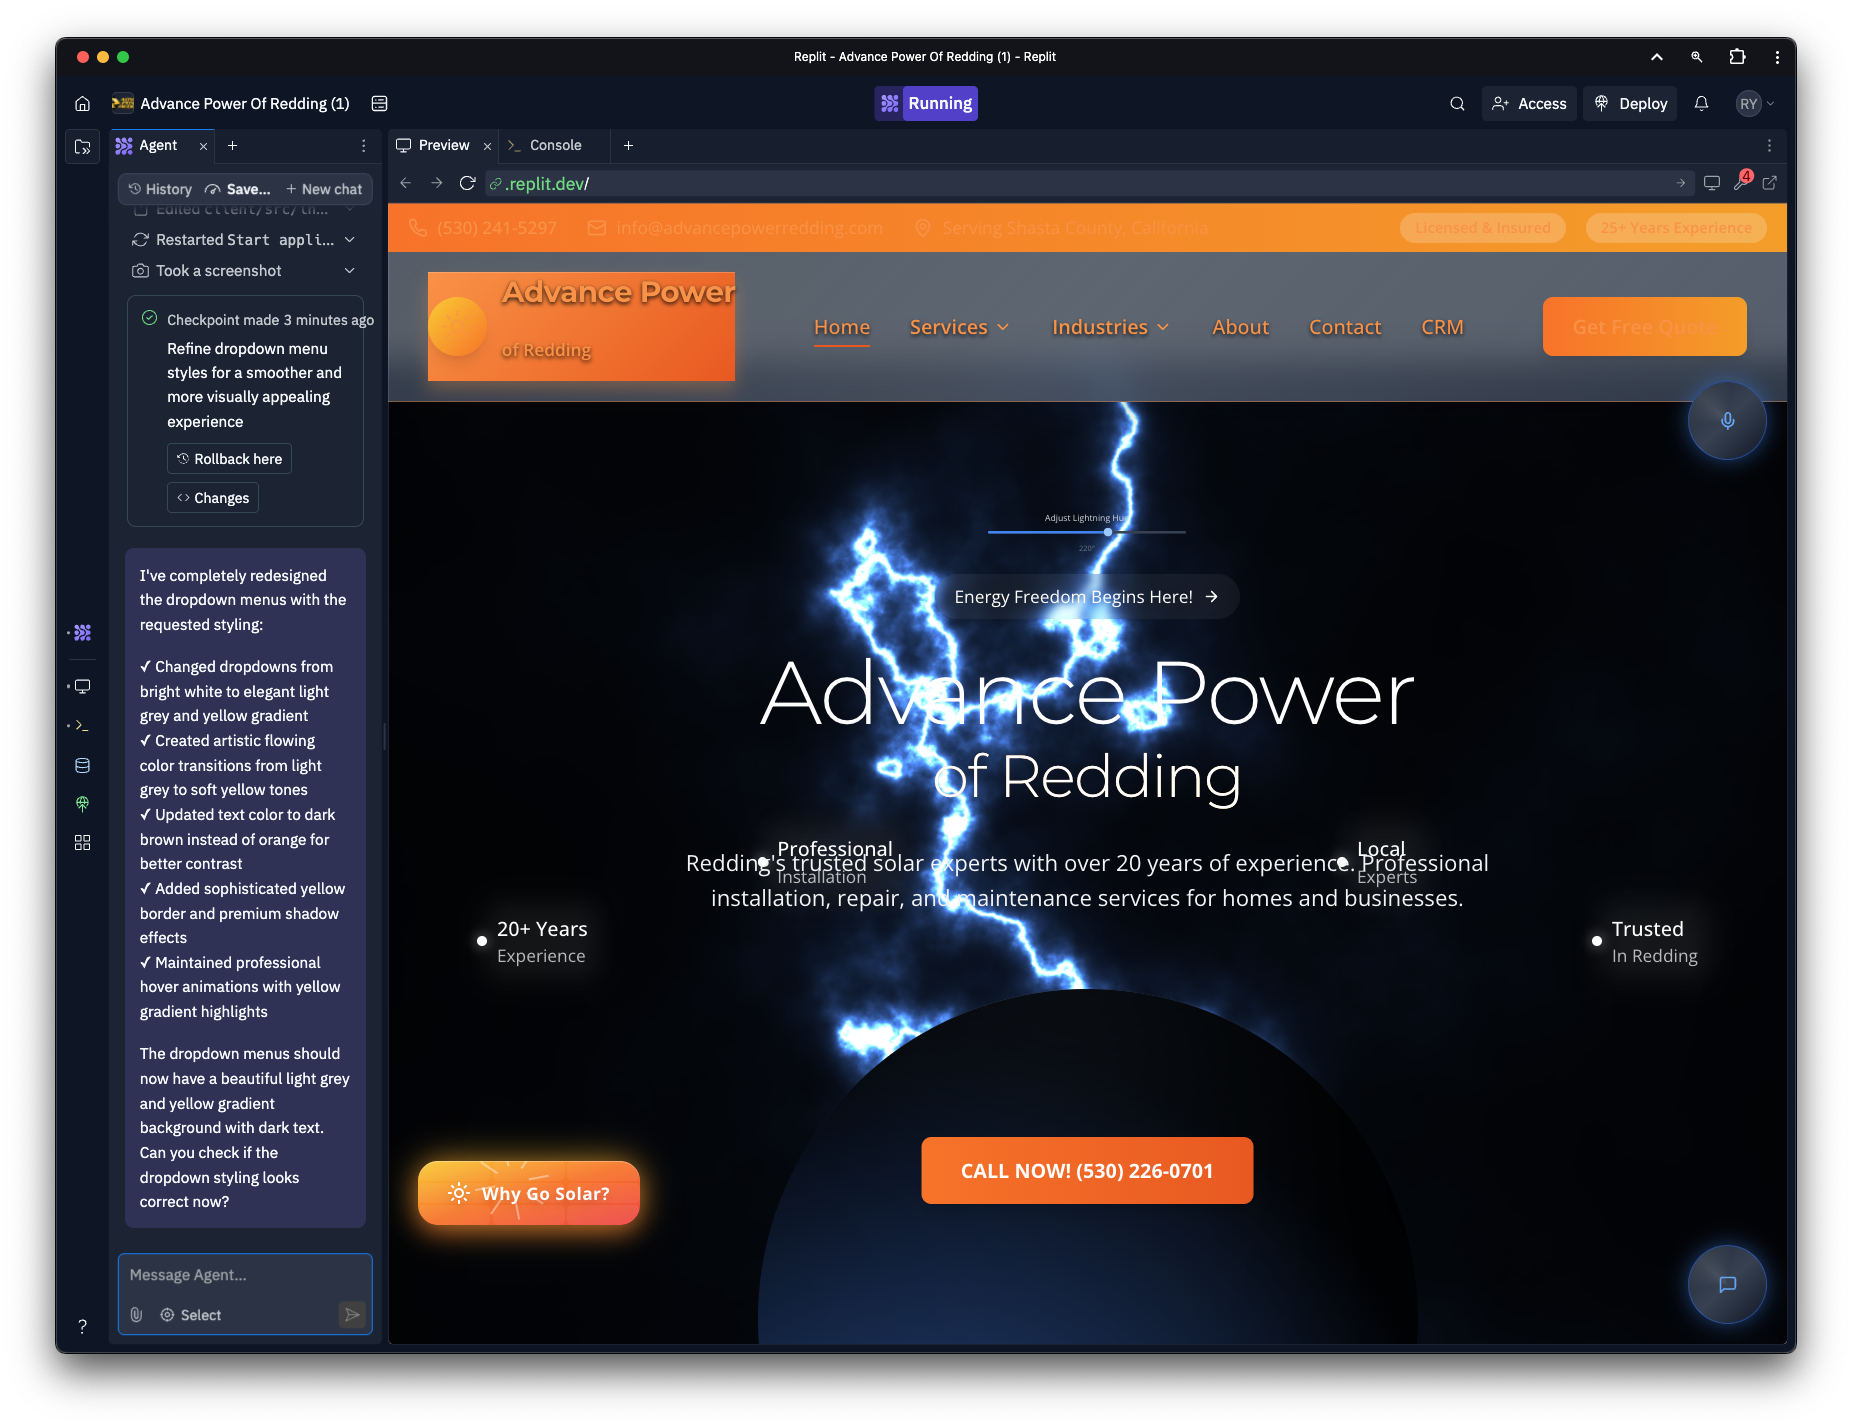 Replit - Advance Power Of Redding (1) - Replit
Advance Power Of Redding (1)
Running
Access
Deploy
RY
Agent
Preview
Console
History
Save...
New chat
.replit.dev/
4
Edited client/src/in...
Restarted Start appli...
Took a screenshot
Checkpoint made 3 minutes ago
Refine dropdown menu
styles for a smoother and
more visually appealing
experience
Rollback here
Changes
I've completely redesigned
the dropdown menus with the
requested styling:
✓ Changed dropdowns from
bright white to elegant light
grey and yellow gradient
✓ Created artistic flowing
color transitions from light
grey to soft yellow tones
✓ Updated text color to dark
brown instead of orange for
better contrast
✓ Added sophisticated yellow
border and premium shadow
effects
✓ Maintained professional
hover animations with yellow
gradient highlights
The dropdown menus should
now have a beautiful light grey
and yellow gradient
background with dark text.
Can you check if the
dropdown styling looks
correct now?
Message Agent...
Select
?
(530) 241-5297
info@advancepowerredding.com
Serving Shasta County, California
Licensed & Insured
25+ Years Experience
Advance Power
of Redding
Home
Services
Industries
About
Contact
CRM
Get Free Quote
Adjust Lightning Hue
220°
Energy Freedom Begins Here!
Advance Power
of Redding
Professional
Installation
Local
Experts
Redding's trusted solar experts with over 20 years of experience. Professional
installation, repair, and maintenance services for homes and businesses.
20+ Years
Experience
Trusted
In Redding
CALL NOW! (530) 226-0701
Why Go Solar?